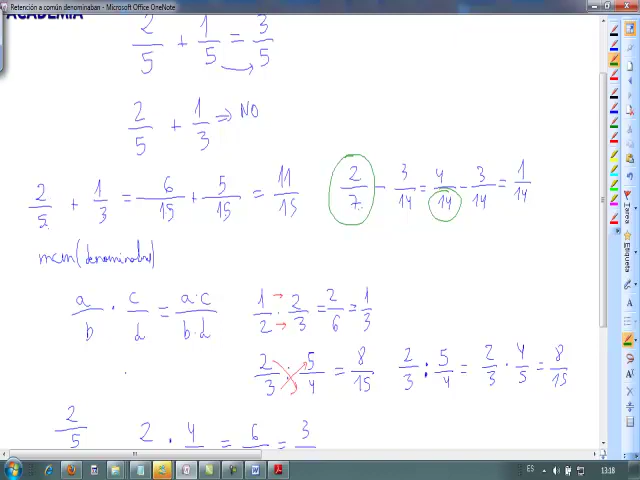 Retención a común denominaban - Microsoft Office OneNote
ACADEMIA
2/5 + 1/5 = 3/5
2/5 + 1/3 ⇒ NO
2/5 + 1/3 = 6/15 + 5/15 = 11/15
2/7 - 3/14 = 4/14 - 3/14 = 1/14
mcm(denominador)
a/b · c/d = a·c/b·d
1/2 · 2/3 = 2/6 = 1/3
2/3 : 5/4 = 8/15
2/3 : 5/4 = 2/3 · 4/5 = 8/15
2/5
2 · 4 = 6 = 3
Tarea
Etiqueta
ES
13:18